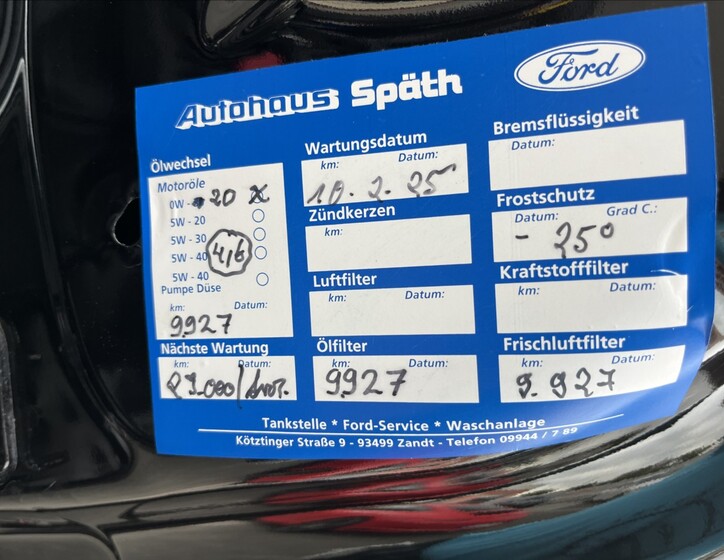 Autohaus Späth
Ford
Ölwechsel
Motoröle
0W - 20 x
5W - 20
5W - 30
5W - 40
4,6
5W - 40
Pumpe Düse
km: Datum:
9927
Nächste Wartung
km: Datum:
Wartungsdatum
km: Datum:
10.2.25
Zündkerzen
km:
Luftfilter
km: Datum:
Ölfilter
km: Datum:
9927
Bremsflüssigkeit
Datum:
Frostschutz
Datum: Grad C.:
- 25°
Kraftstofffilter
km: Datum:
Frischluftfilter
km: Datum:
9.927
Tankstelle * Ford-Service * Waschanlage
Kötztinger Straße 9 - 93499 Zandt - Telefon 09944 / 7 89